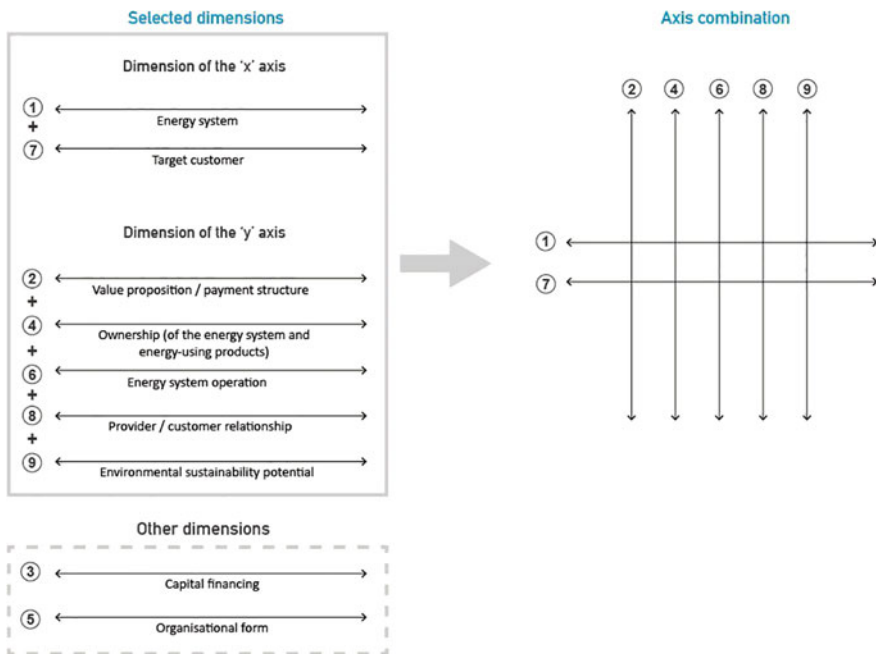 Selected dimensions
Dimension of the ‘x’ axis
1
Energy system
+
7
Target customer
Dimension of the ‘y’ axis
2
Value proposition / payment structure
+
4
Ownership (of the energy system and
energy-using products)
+
6
Energy system operation
+
8
Provider / customer relationship
+
9
Environmental sustainability potential
Other dimensions
3
Capital financing
5
Organisational form
Axis combination
2 4 6 8 9
1
7